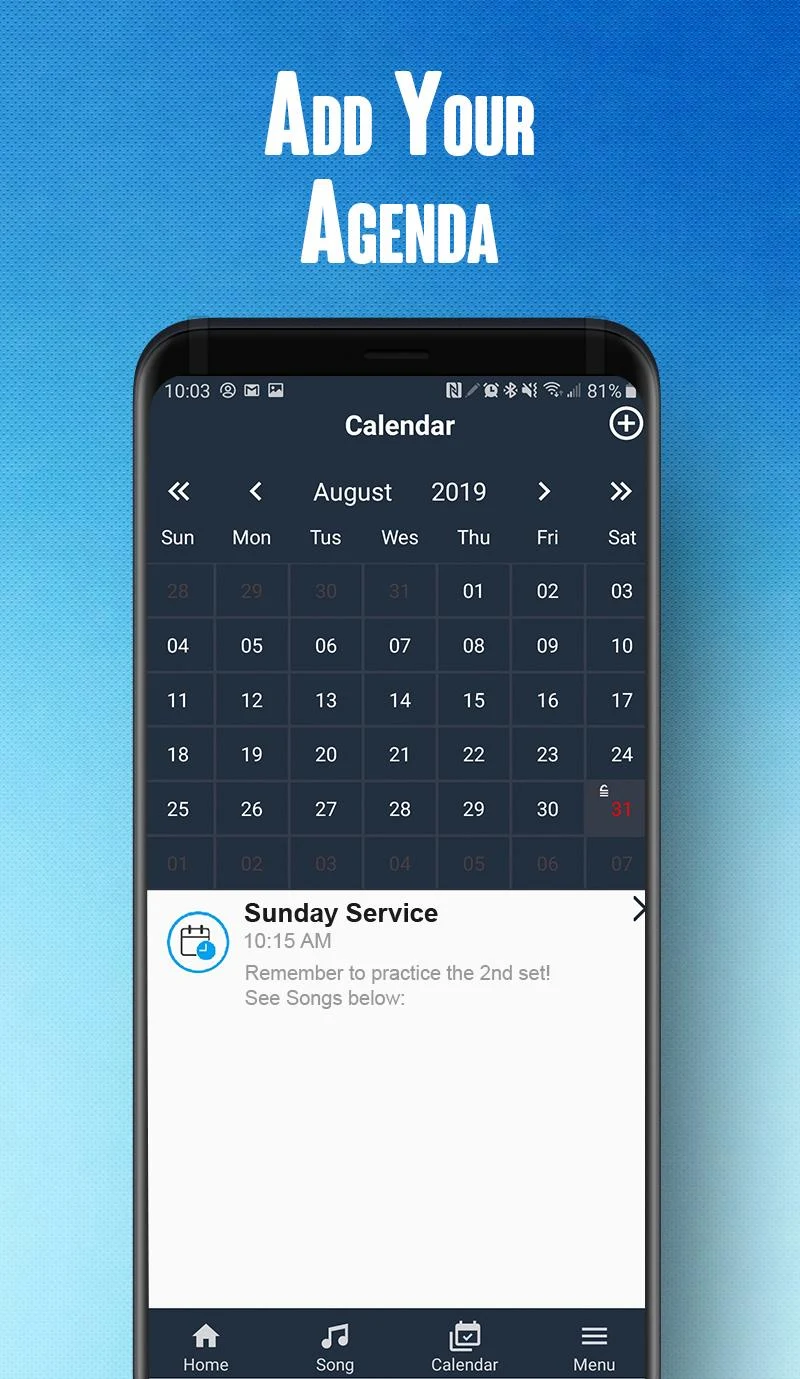 ADD YOUR
AGENDA
10:03 81%
Calendar
August 2019
Sun Mon Tus Wes Thu Fri Sat
28 29 30 31 01 02 03
04 05 06 07 08 09 10
11 12 13 14 15 16 17
18 19 20 21 22 23 24
25 26 27 28 29 30 31
01 02 03 04 05 06 07
Sunday Service
10:15 AM
Remember to practice the 2nd set!
See Songs below:
Home Song Calendar Menu